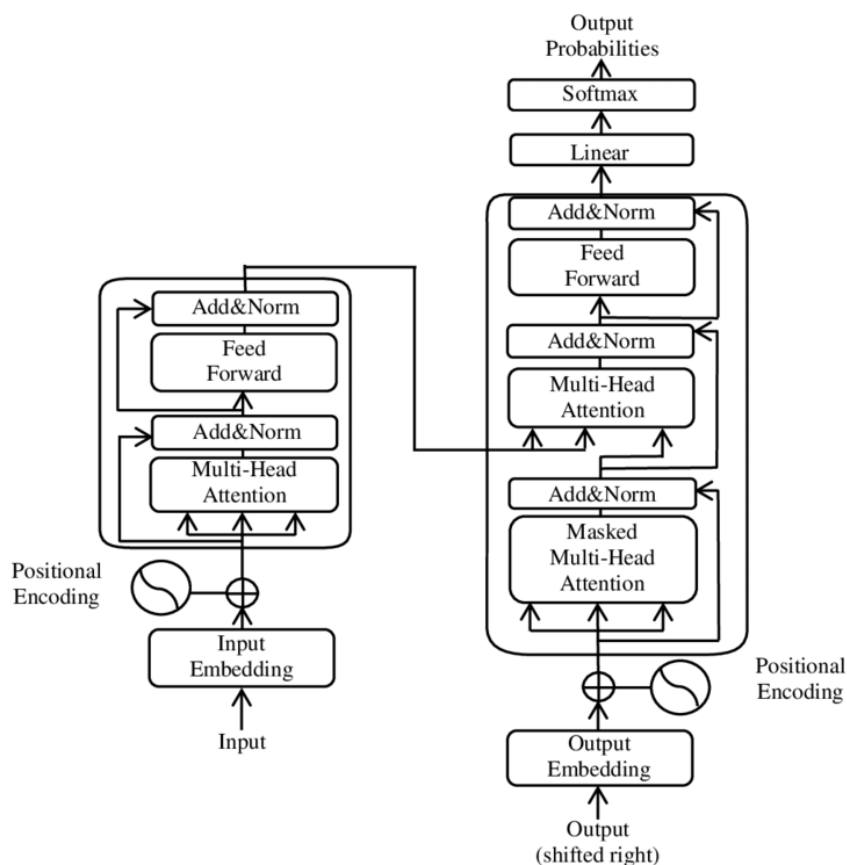 Output
Probabilities
Softmax
Linear
Add&Norm
Feed
Forward
Add&Norm
Multi-Head
Attention
Add&Norm
Masked
Multi-Head
Attention
Positional
Encoding
Output
Embedding
Output
(shifted right)
Add&Norm
Feed
Forward
Add&Norm
Multi-Head
Attention
Positional
Encoding
Input
Embedding
Input